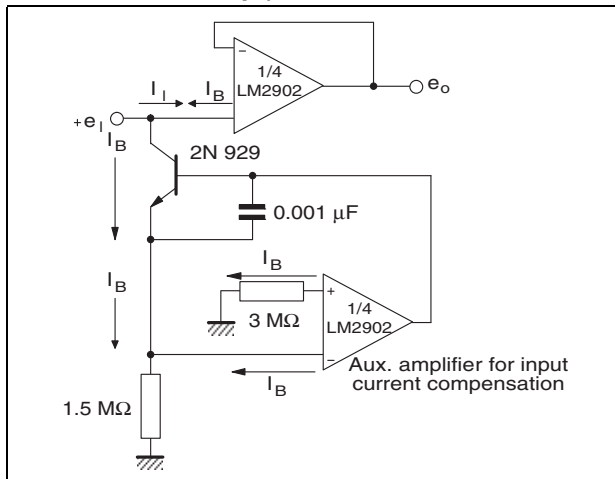 1/4
LM2902
e₀
I_I
I_B
+e_I
I_B
2N 929
0.001 µF
I_B
I_B
1/4
LM2902
3 MΩ
Aux. amplifier for input
current compensation
I_B
1.5 MΩ